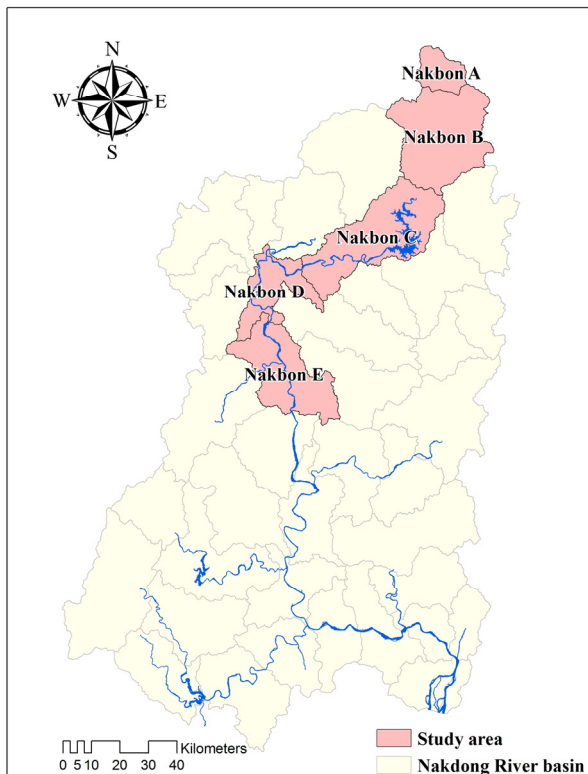 N
W E
S
Nakbon A
Nakbon B
Nakbon C
Nakbon D
Nakbon E
Kilometers
0 5 10 20 30 40
Study area
Nakdong River basin